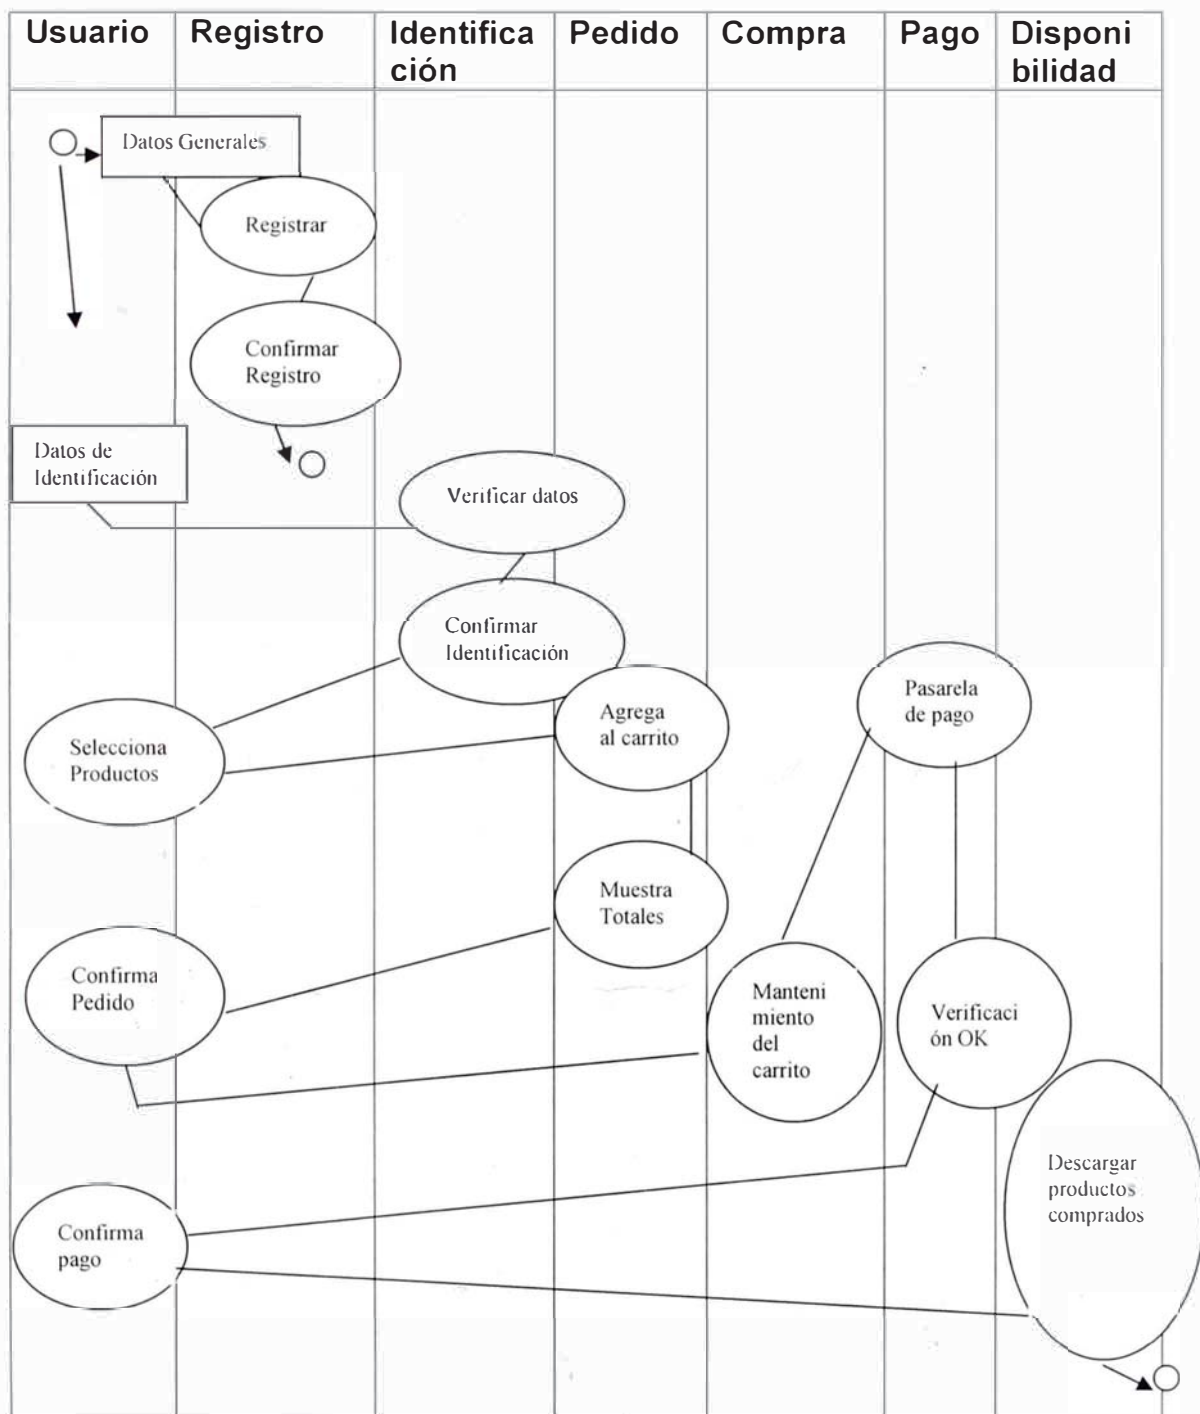 Usuario
Registro
Identifica
ción
Pedido
Compra
Pago
Disponi
bilidad
Datos Generales
Registrar
Confirmar
Registro
Datos de
Identificación
Verificar datos
Confirmar
Identificación
Pasarela
de pago
Agrega
al carrito
Selecciona
Productos
Muestra
Totales
Confirma
Pedido
Manteni
miento
del
carrito
Verificaci
ón OK
Descargar
productos
comprados
Confirma
pago